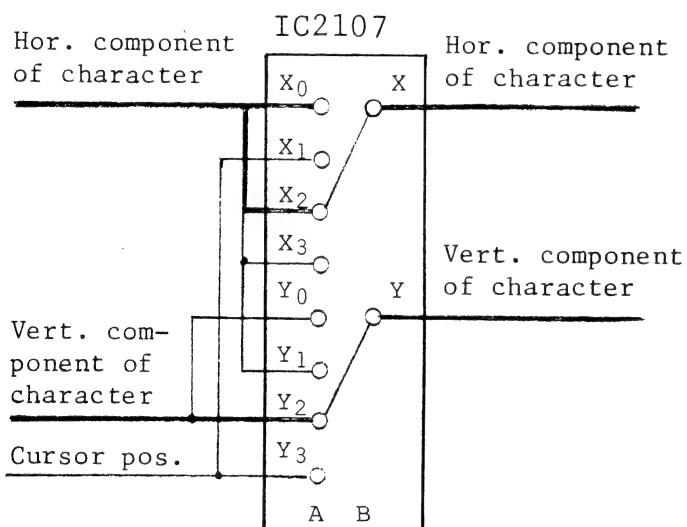 IC2107
Hor. component
of character
Hor. component
of character
X0
X
X1
X2
X3
Vert. component
of character
Y0
Y
Vert. com-
ponent of
character
Y1
Y2
Y3
Cursor pos.
A B